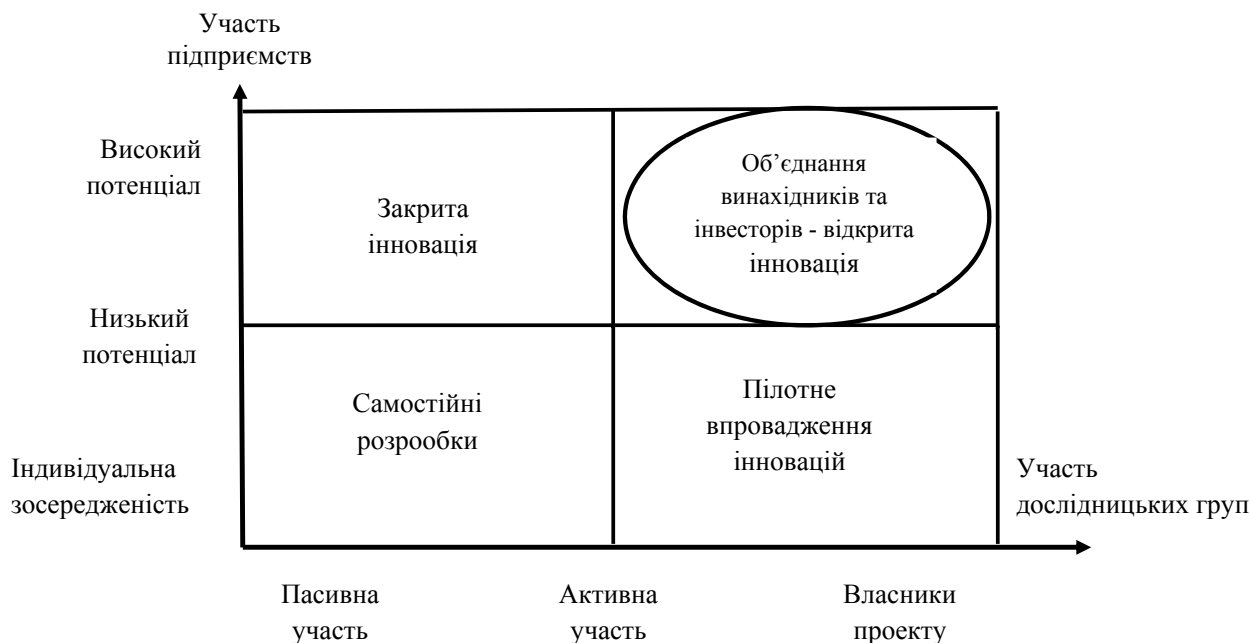 Участь
підприємств
Високий
потенціал
Закрита
інновація
Об’єднання
винахідників та
інвесторів - відкрита
інновація
Низький
потенціал
Самостійні
розрообки
Пілотне
впровадження
інновацій
Індивідуальна
зосередженість
Участь
дослідницьких груп
Пасивна
участь
Активна
участь
Власники
проекту